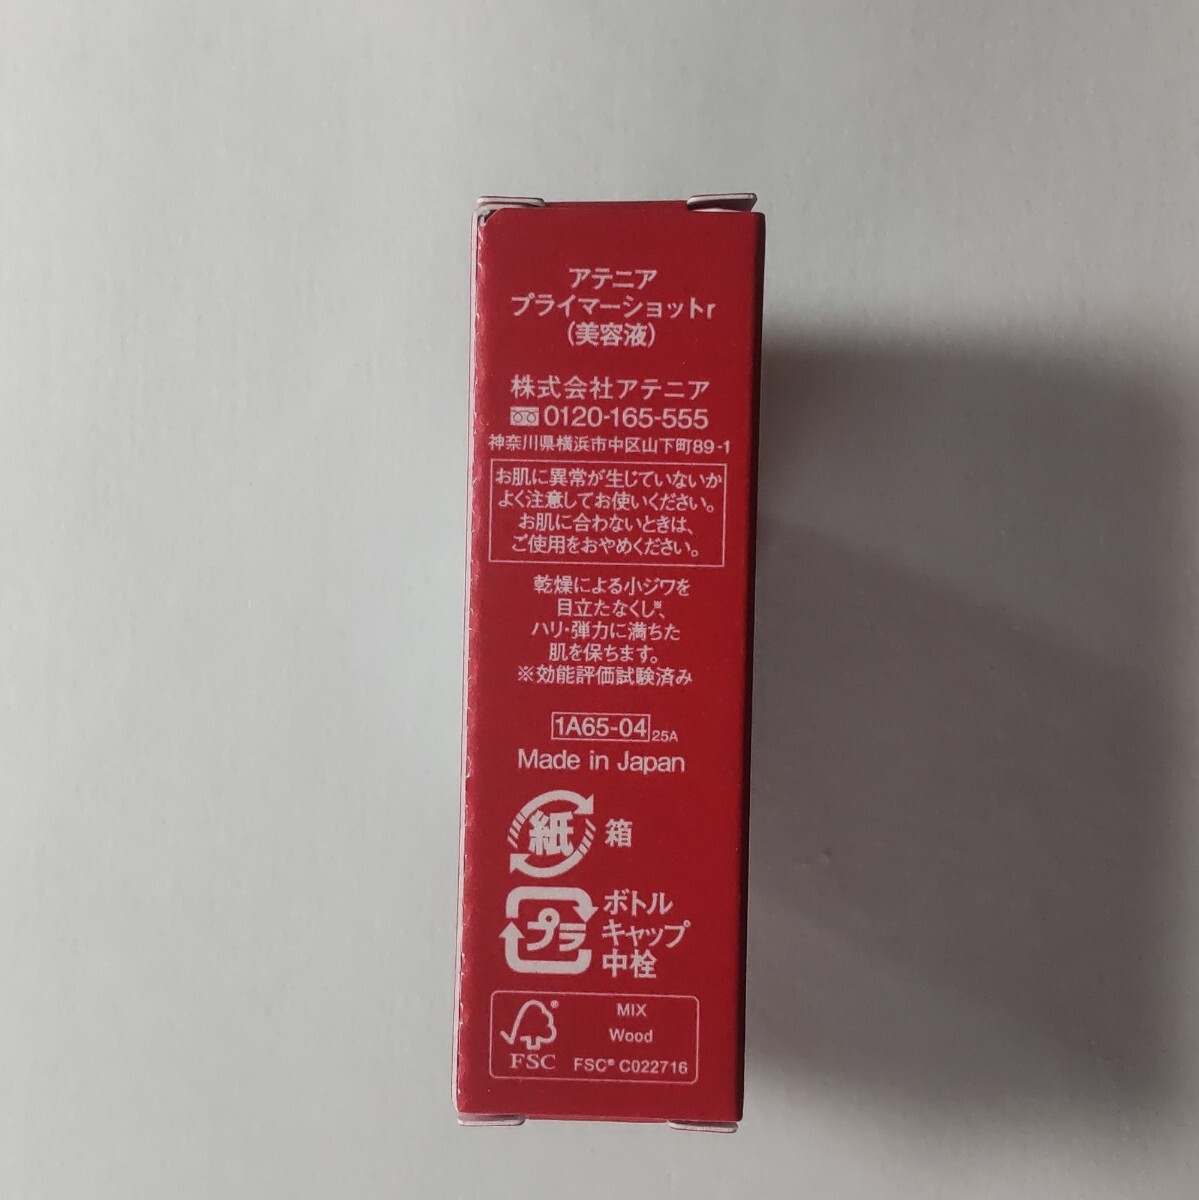 アテニア
プライマーショットr
(美容液)
株式会社アテニア
0120-165-555
神奈川県横浜市中区山下町89-1
お肌に異常が生じていないか
よく注意してお使いください。
お肌に合わないときは、
ご使用をおやめください。
乾燥による小ジワを
目立たなくし※、
ハリ・弾力に満ちた
肌を保ちます。
※効能評価試験済み
1A65-04 25A
Made in Japan
紙 箱
プラ ボトル
キャップ
中栓
MIX
Wood
FSC® FSC® C022716